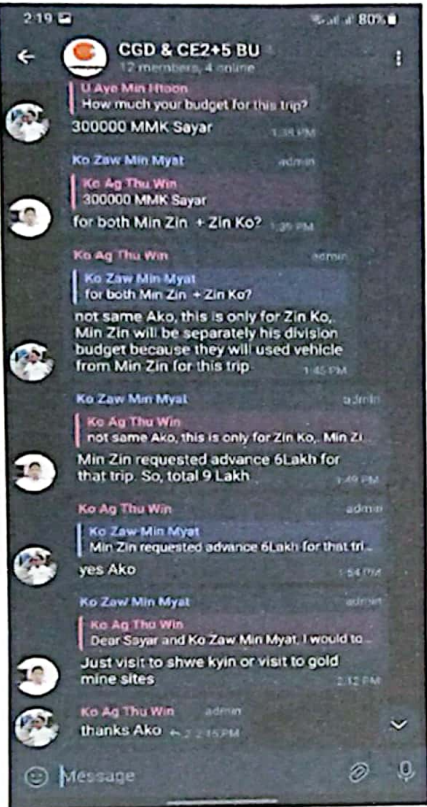 2:19
80%
CGD & CE2+5 BU
12 members, 4 online
U Aye Min Htoon
How much your budget for this trip?
300000 MMK Sayar
1:38 PM
Ko Zaw Min Myat admin
Ko Ag Thu Win
300000 MMK Sayar
for both Min Zin + Zin Ko? 1:39 PM
Ko Ag Thu Win admin
Ko Zaw Min Myat
for both Min Zin + Zin Ko?
not same Ako, this is only for Zin Ko,
Min Zin will be separately his division
budget because they will used vehicle
from Min Zin for this trip 1:45 PM
Ko Zaw Min Myat admin
Ko Ag Thu Win
not same Ako, this is only for Zin Ko,. Min Zi...
Min Zin requested advance 6Lakh for
that trip. So, total 9 Lakh 1:49 PM
Ko Ag Thu Win admin
Ko Zaw Min Myat
Min Zin requested advance 6Lakh for that tri...
yes Ako 1:54 PM
Ko Zaw Min Myat admin
Ko Ag Thu Win
Dear Sayar and Ko Zaw Min Myat, I would to...
Just visit to shwe kyin or visit to gold
mine sites 2:12 PM
Ko Ag Thu Win admin
thanks Ako 2 2:15 PM
Message